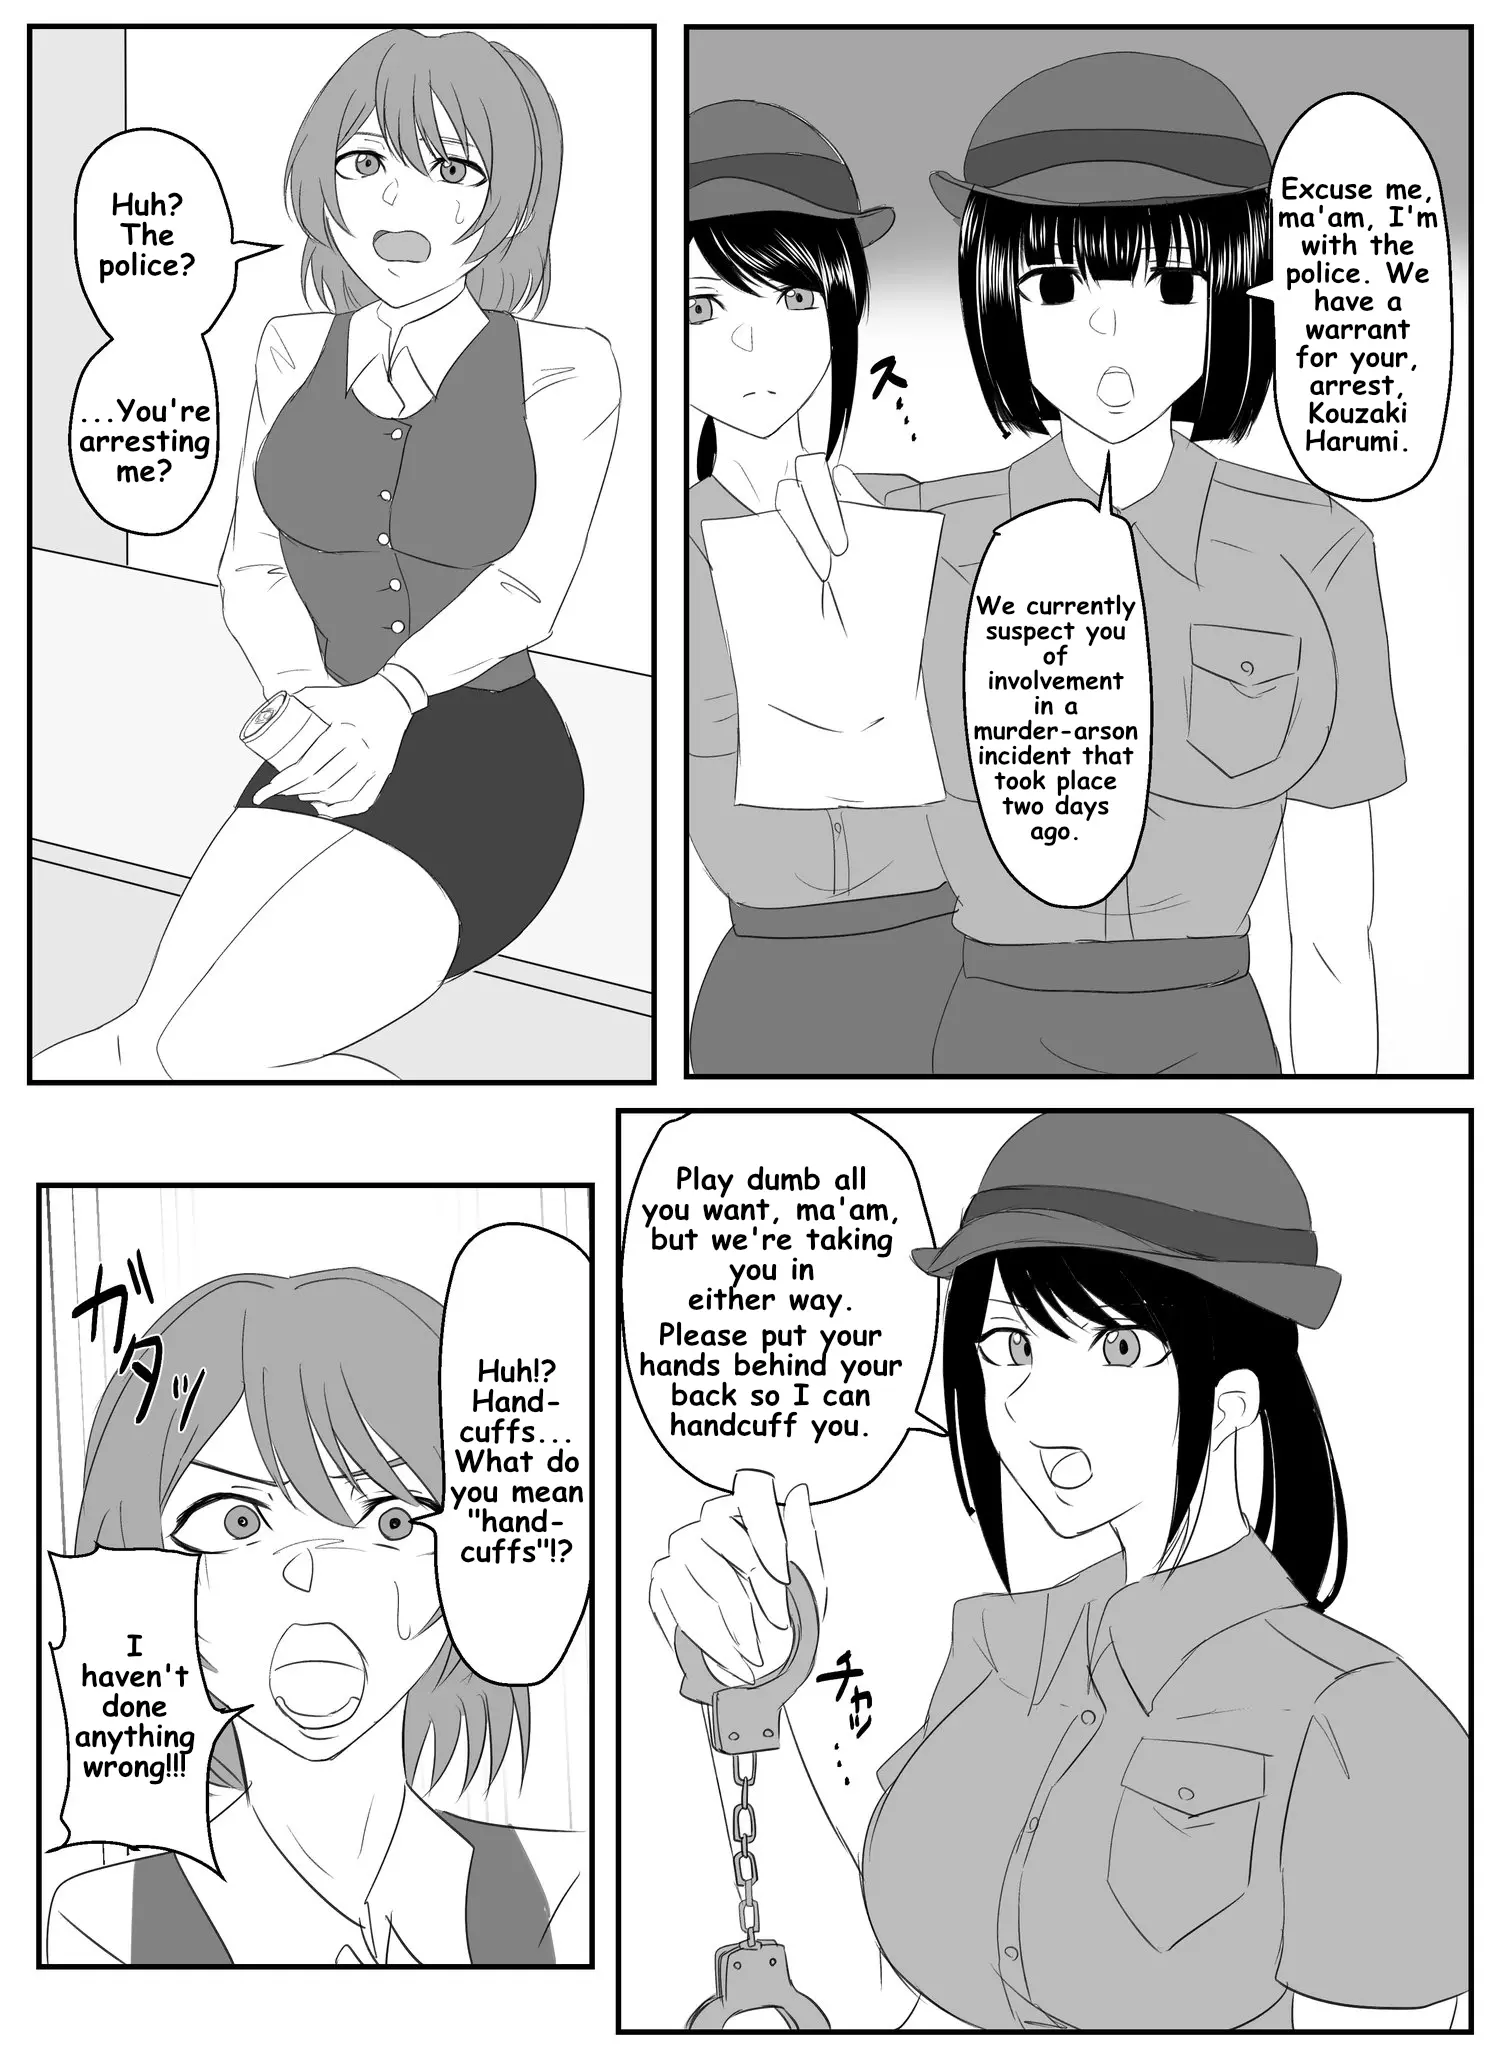 Excuse me,
ma'am, I'm
with the
police. We
have a
warrant
for your,
arrest,
Kouzaki
Harumi.
ス...
We currently
suspect you
of
involvement
in a
murder-arson
incident that
took place
two days
ago.
Huh?
The
police?
...You're
arresting
me?
Play dumb all
you want, ma'am,
but we're taking
you in
either way.
Please put your
hands behind your
back so I can
handcuff you.
チャッ...
Huh!?
Hand-
cuffs...
What do
you mean
"hand-
cuffs"!?
ガタッ
I
haven't
done
anything
wrong!!!